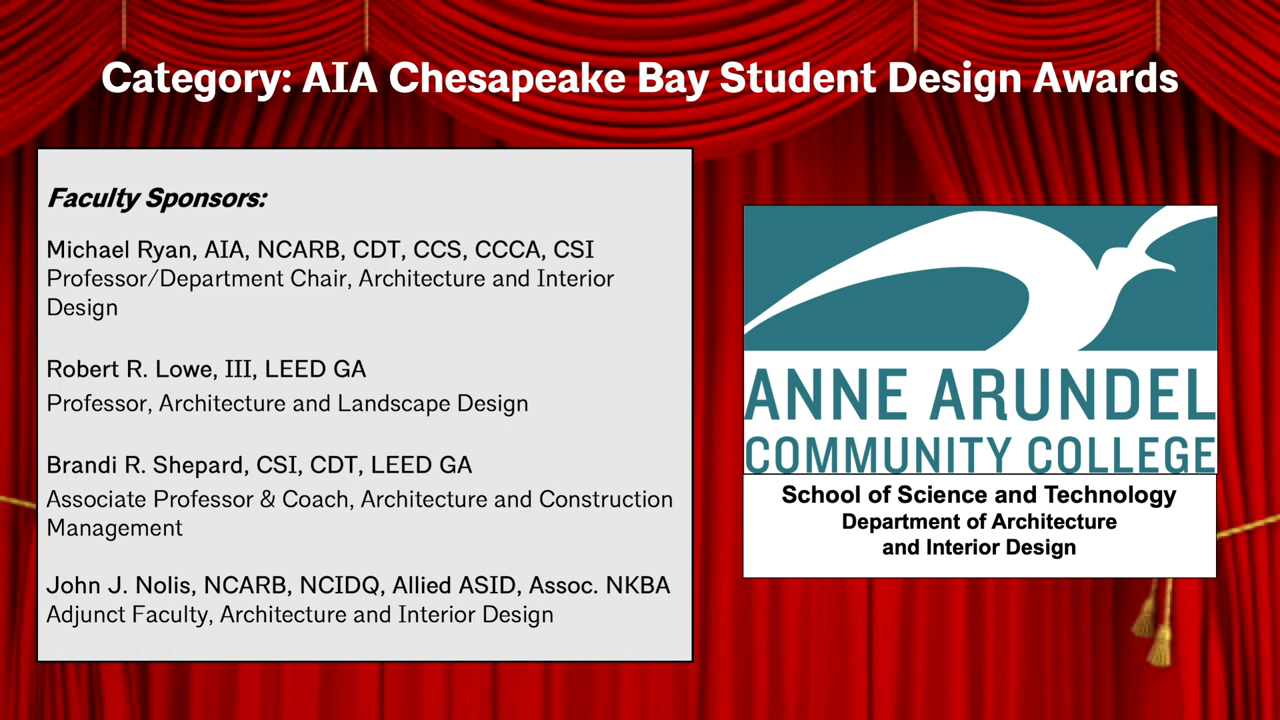 Category: AIA Chesapeake Bay Student Design Awards
Faculty Sponsors:
Michael Ryan, AIA, NCARB, CDT, CCS, CCCA, CSI
Professor/Department Chair, Architecture and Interior
Design
Robert R. Lowe, III, LEED GA
Professor, Architecture and Landscape Design
Brandi R. Shepard, CSI, CDT, LEED GA
Associate Professor & Coach, Architecture and Construction
Management
John J. Nolis, NCARB, NCIDQ, Allied ASID, Assoc. NKBA
Adjunct Faculty, Architecture and Interior Design
ANNE ARUNDEL
COMMUNITY COLLEGE
School of Science and Technology
Department of Architecture
and Interior Design